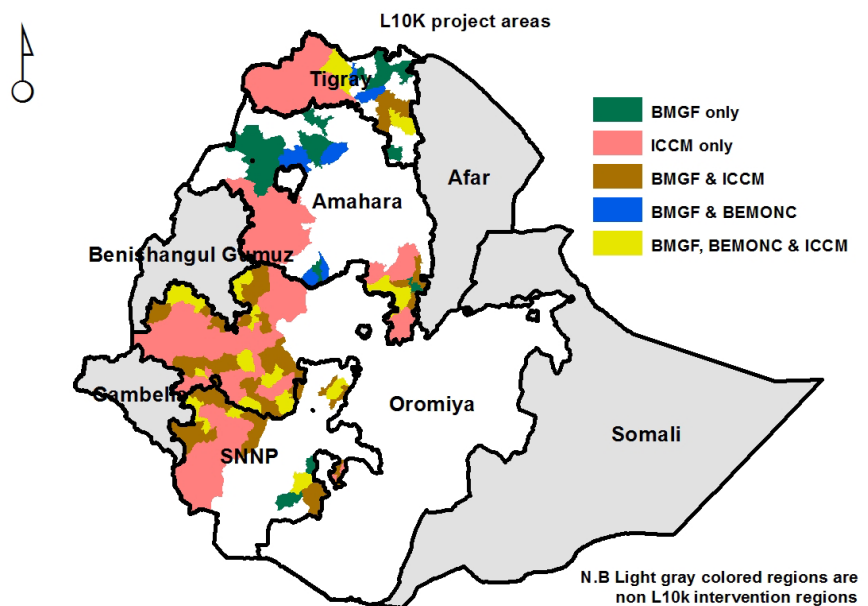 L10K project areas
Tigray
BMGF only
ICCM only
BMGF & ICCM
BMGF & BEMONC
BMGF, BEMONC & ICCM
Afar
Amahara
Benishangul Gumuz
Gambella
Oromiya
Somali
SNNP
N.B Light gray colored regions are
non L10k intervention regions